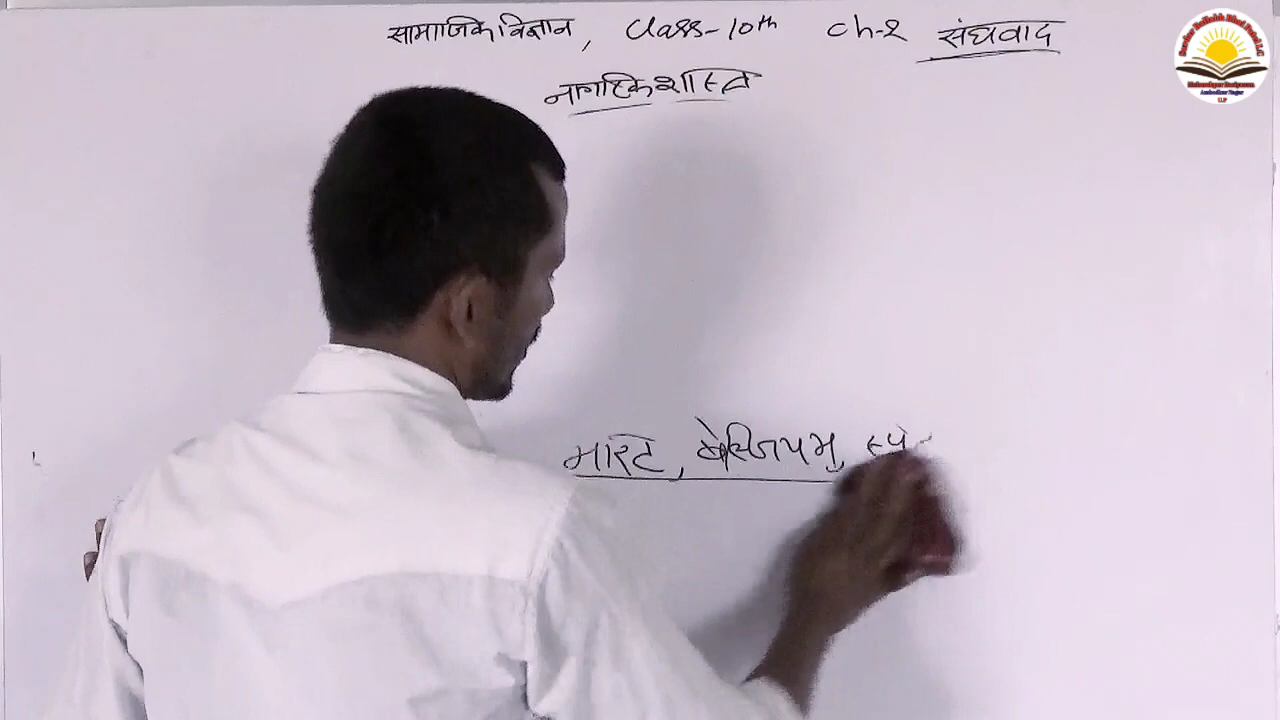 सामाजिक विज्ञान, Class-10th Ch-2 संघवाद
नागरिकशास्त्र
भारत, बेल्जियम, स्पे